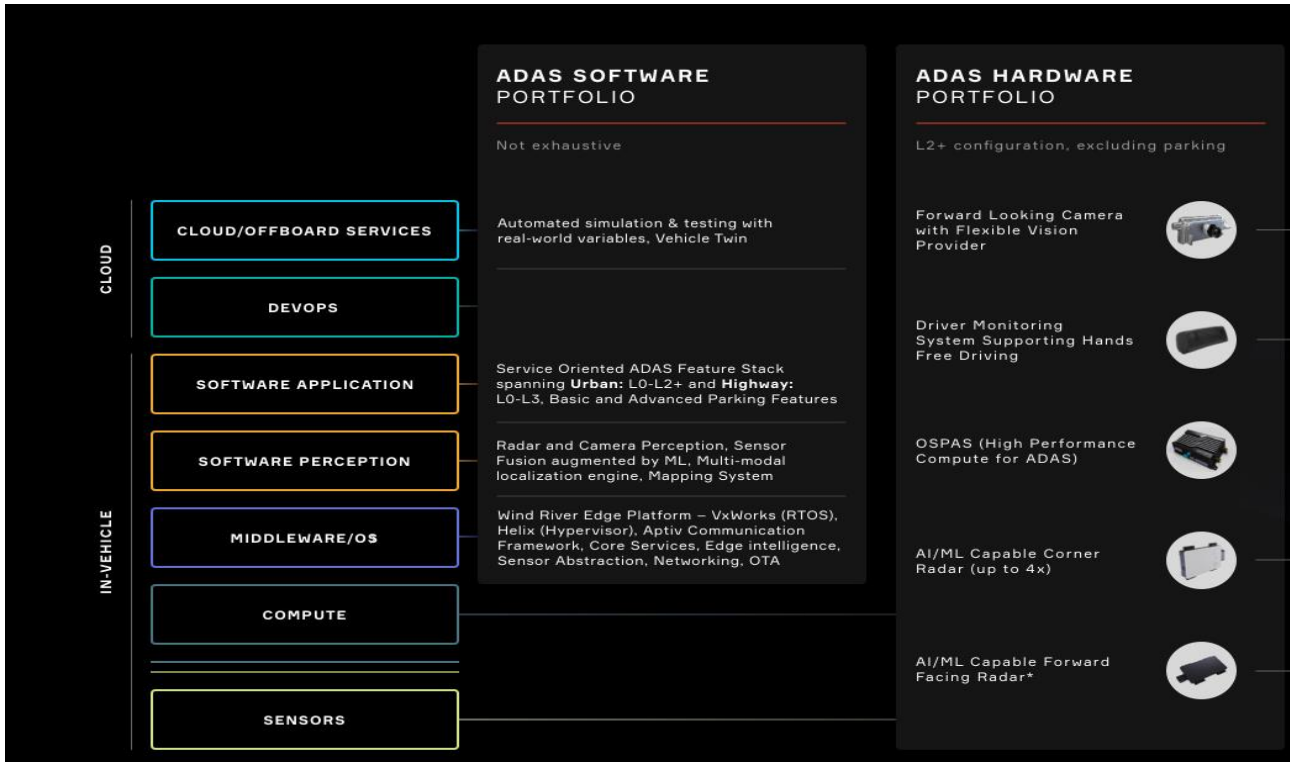 ADAS SOFTWARE
PORTFOLIO
Not exhaustive
ADAS HARDWARE
PORTFOLIO
L2+ configuration, excluding parking
CLOUD
CLOUD/OFFBOARD SERVICES
Automated simulation & testing with
real-world variables, Vehicle Twin
DEVOPS
IN-VEHICLE
SOFTWARE APPLICATION
Service Oriented ADAS Feature Stack
spanning Urban: L0-L2+ and Highway:
L0-L3, Basic and Advanced Parking Features
SOFTWARE PERCEPTION
Radar and Camera Perception, Sensor
Fusion augmented by ML, Multi-modal
localization engine, Mapping System
MIDDLEWARE/OS
Wind River Edge Platform – VxWorks (RTOS),
Helix (Hypervisor), Aptiv Communication
Framework, Core Services, Edge intelligence,
Sensor Abstraction, Networking, OTA
COMPUTE
SENSORS
Forward Looking Camera
with Flexible Vision
Provider
Driver Monitoring
System Supporting Hands
Free Driving
OSPAS (High Performance
Compute for ADAS)
AI/ML Capable Corner
Radar (up to 4x)
AI/ML Capable Forward
Facing Radar*